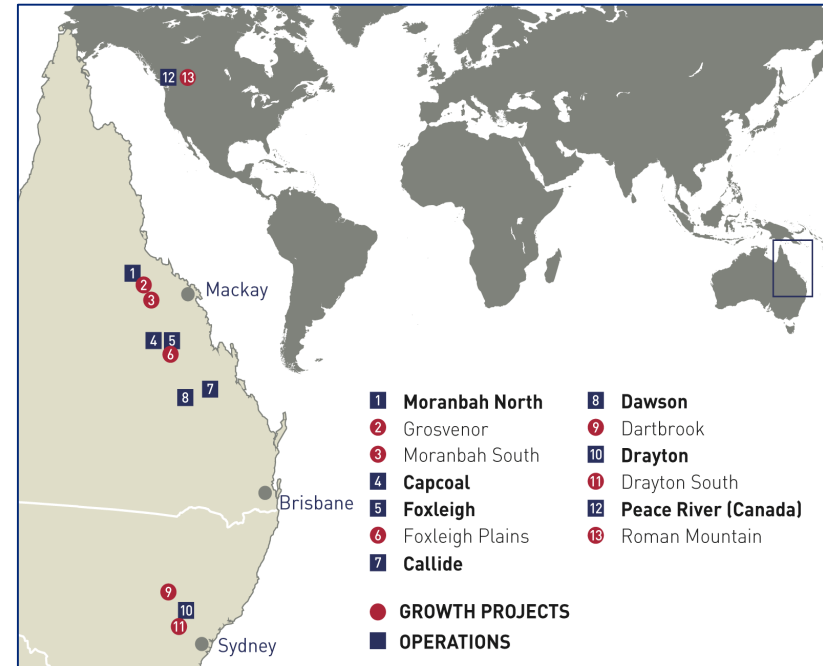 12 13
1
2
3
Mackay
4 5
6
7
8
Brisbane
9
10
11
Sydney
1 Moranbah North
2 Grosvenor
3 Moranbah South
4 Capcoal
5 Foxleigh
6 Foxleigh Plains
7 Callide
8 Dawson
9 Dartbrook
10 Drayton
11 Drayton South
12 Peace River (Canada)
13 Roman Mountain
GROWTH PROJECTS
OPERATIONS